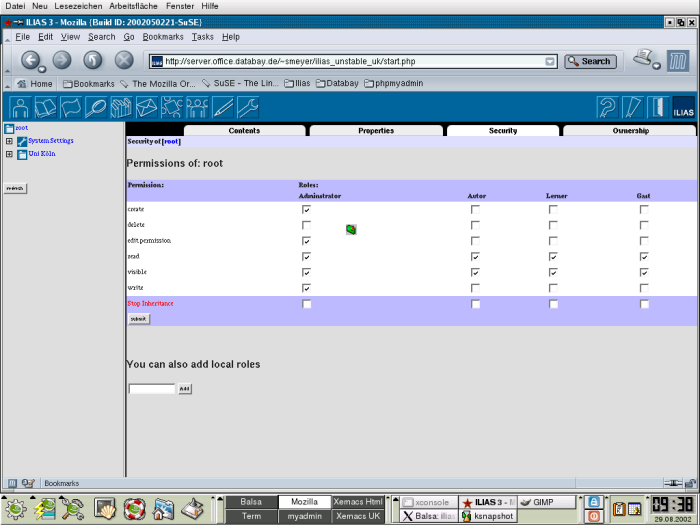 Datei Neu Lesezeichen Arbeitsfläche Fenster Hilfe
ILIAS 3 - Mozilla {Build ID: 2002050221-SuSE}
File Edit View Search Go Bookmarks Tasks Help
http://server.office.databay.de/~smeyer/ilias_unstable_uk/start.php Search
Home Bookmarks The Mozilla Or... SuSE - The Lin... Ilias Databay phpmyadmin
ILIAS
root
System Settings
Uni Köln
Contents Properties Security Ownership
Security of [root]
Permissions of: root
Permission: Roles:
Administrator Autor Lerner Gast
create
delete
edit permission
read
visible
write
Stop Inheritance
submit
You can also add local roles
Add
Bookmarks
Balsa Mozilla Xemacs Html
Term myadmin Xemacs UK
xconsole ILIAS 3 - M GIMP
Balsa: ilias ksnapshot
09:38
29.08.2002